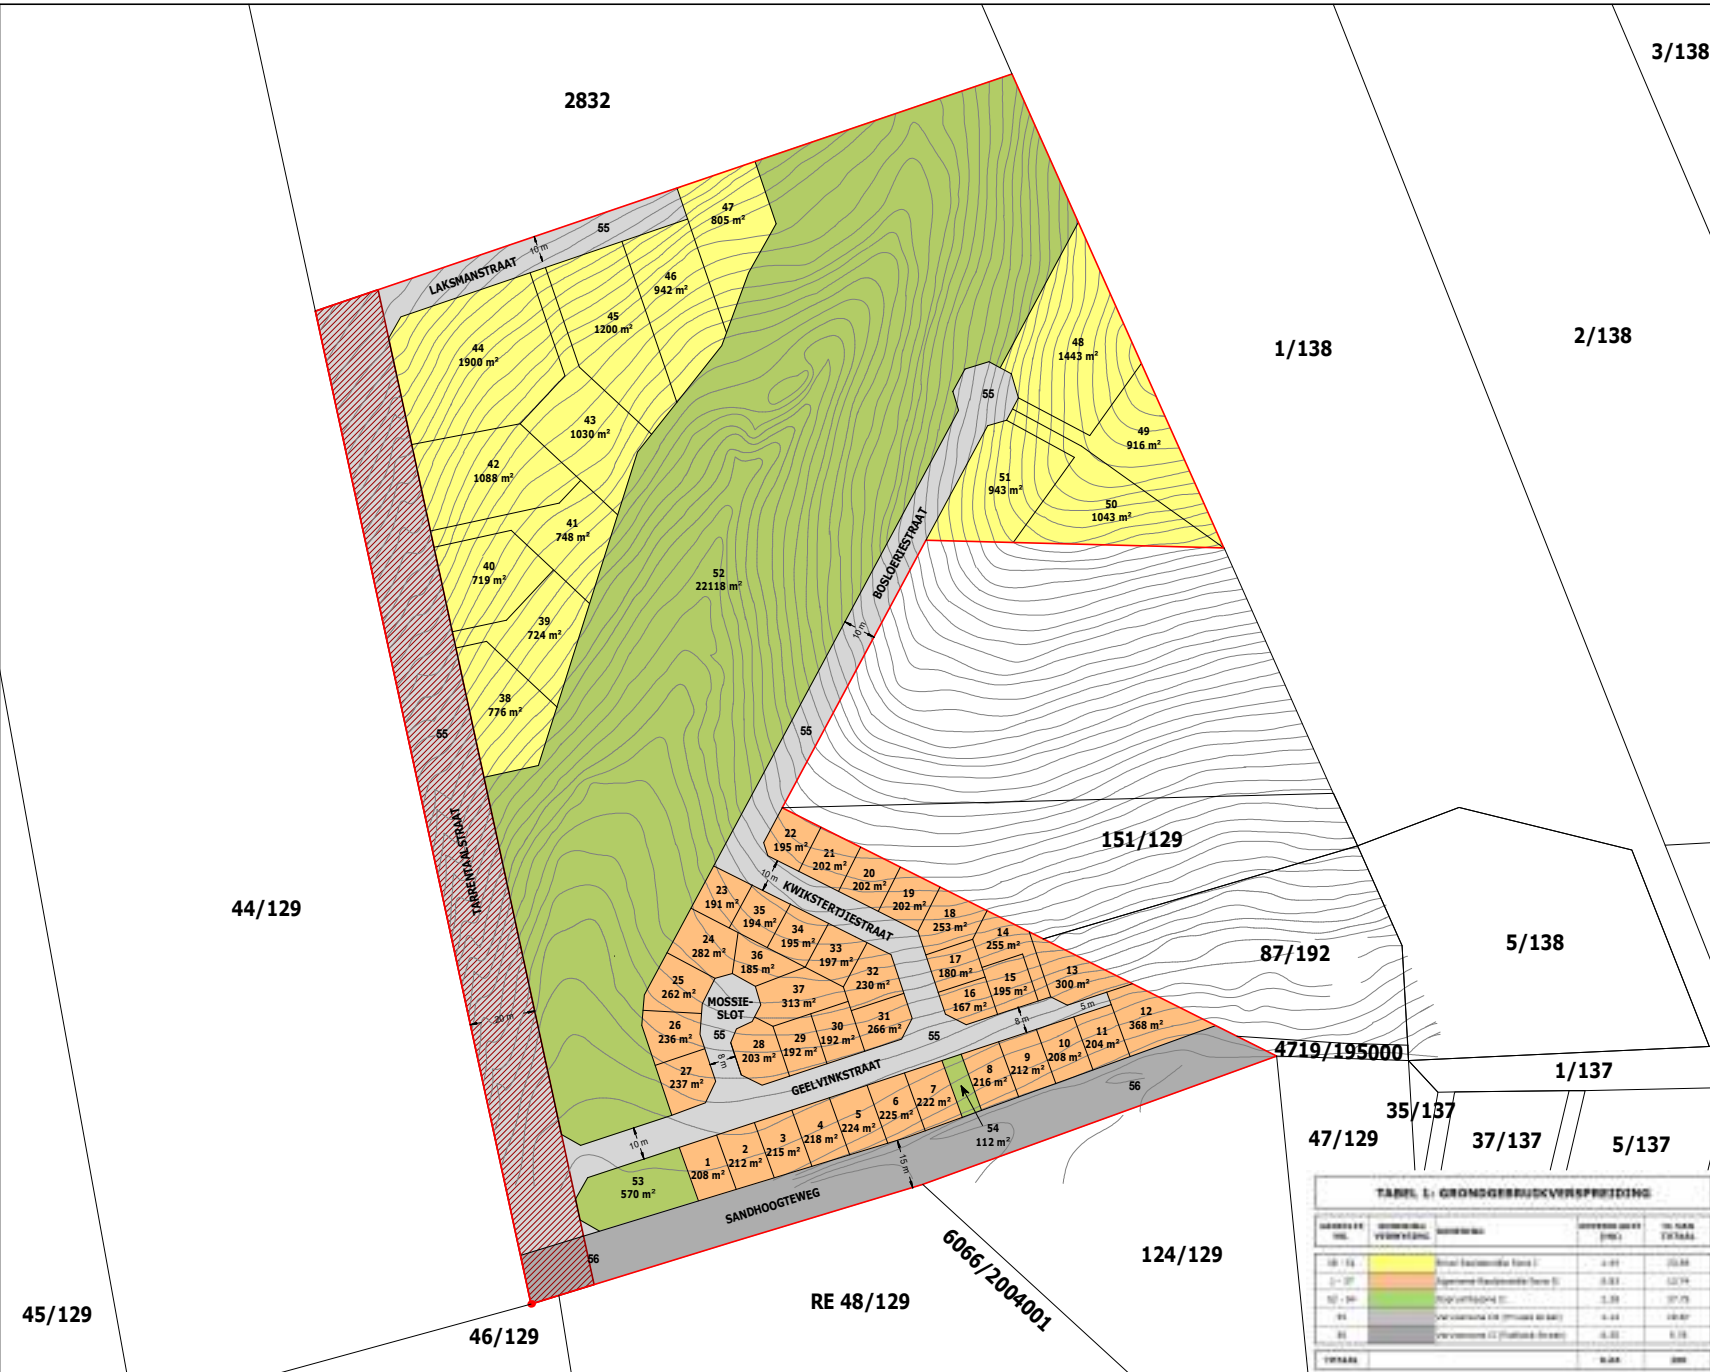 3/138
2832
47
805 m²
55
10 m
LAKSMANSTRAAT
46
942 m²
45
1200 m²
44
1900 m²
48
1443 m²
1/138
2/138
55
43
1030 m²
49
916 m²
42
1088 m²
51
943 m²
50
1043 m²
41
748 m²
BOSLOERIESTRAAT
40
719 m²
52
22118 m²
39
724 m²
10 m
38
776 m²
55
55
TARRENTAALSTRAAT
151/129
22
195 m²
21
202 m²
20
202 m²
19
202 m²
18
253 m²
10 m
KWIKSTERTJIESTRAAT
23
191 m²
35
194 m²
34
195 m²
33
197 m²
44/129
14
255 m²
24
282 m²
36
185 m²
32
230 m²
17
180 m²
15
195 m²
13
300 m²
87/192
5/138
25
262 m²
37
313 m²
16
167 m²
MOSSIE-
SLOT
5 m
12
368 m²
20 m
8 m
26
236 m²
55
28
203 m²
29
192 m²
30
192 m²
31
266 m²
55
8 m
11
204 m²
10
208 m²
9
212 m²
4719/195000
27
237 m²
GEELVINKSTRAAT
8
216 m²
7
222 m²
56
1/137
6
225 m²
5
224 m²
4
218 m²
3
215 m²
2
212 m²
1
208 m²
54
112 m²
35/137
47/129
37/137
5/137
10 m
15 m
53
570 m²
SANDHOOGTEWEG
TABEL 1: GRONDGEBRUIKVERSPREIDING
56
6066/2004001
124/129
RE 48/129
45/129
46/129
TOTAAL